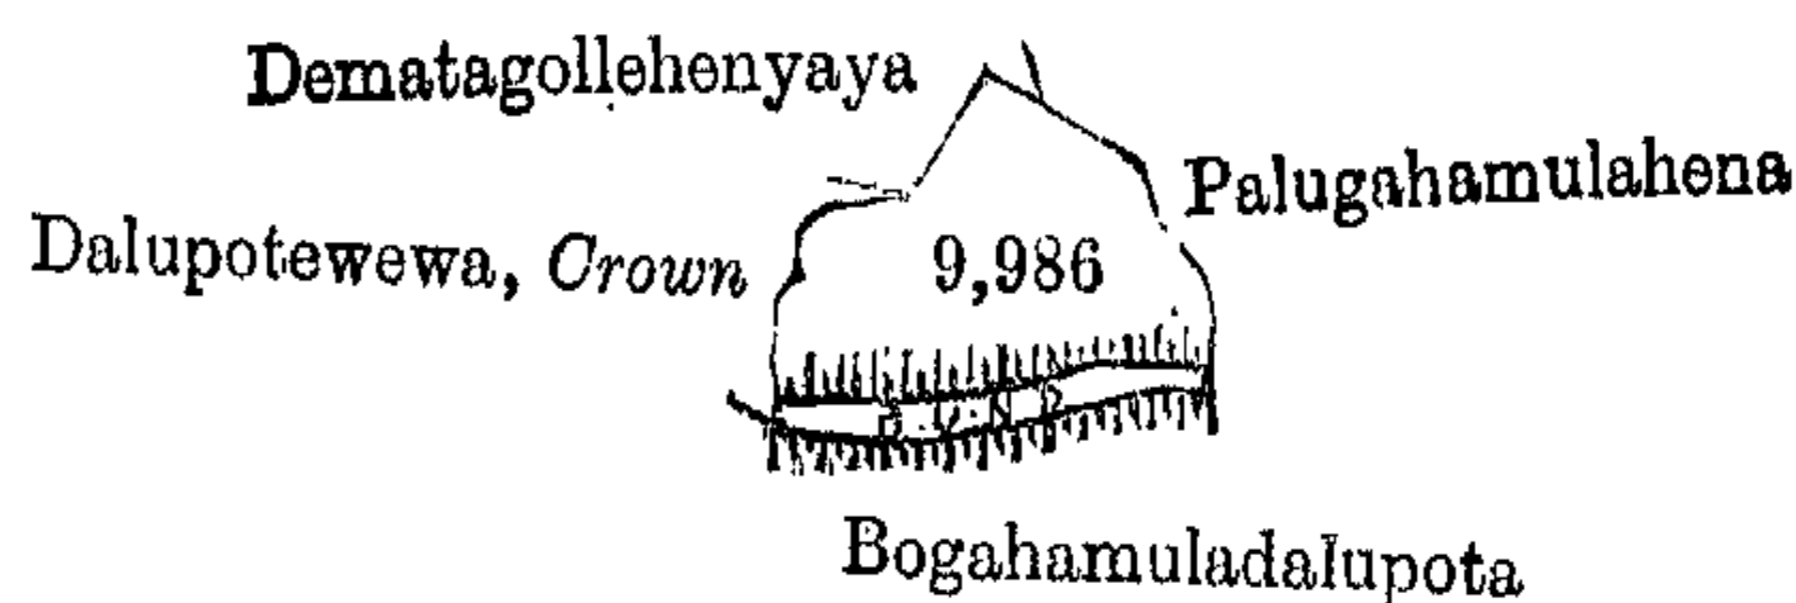 Dematagollehenyaya
Palugahamulahena
Dalupotewewa, Crown
9,986
B U N D
Bogahamuladalupota